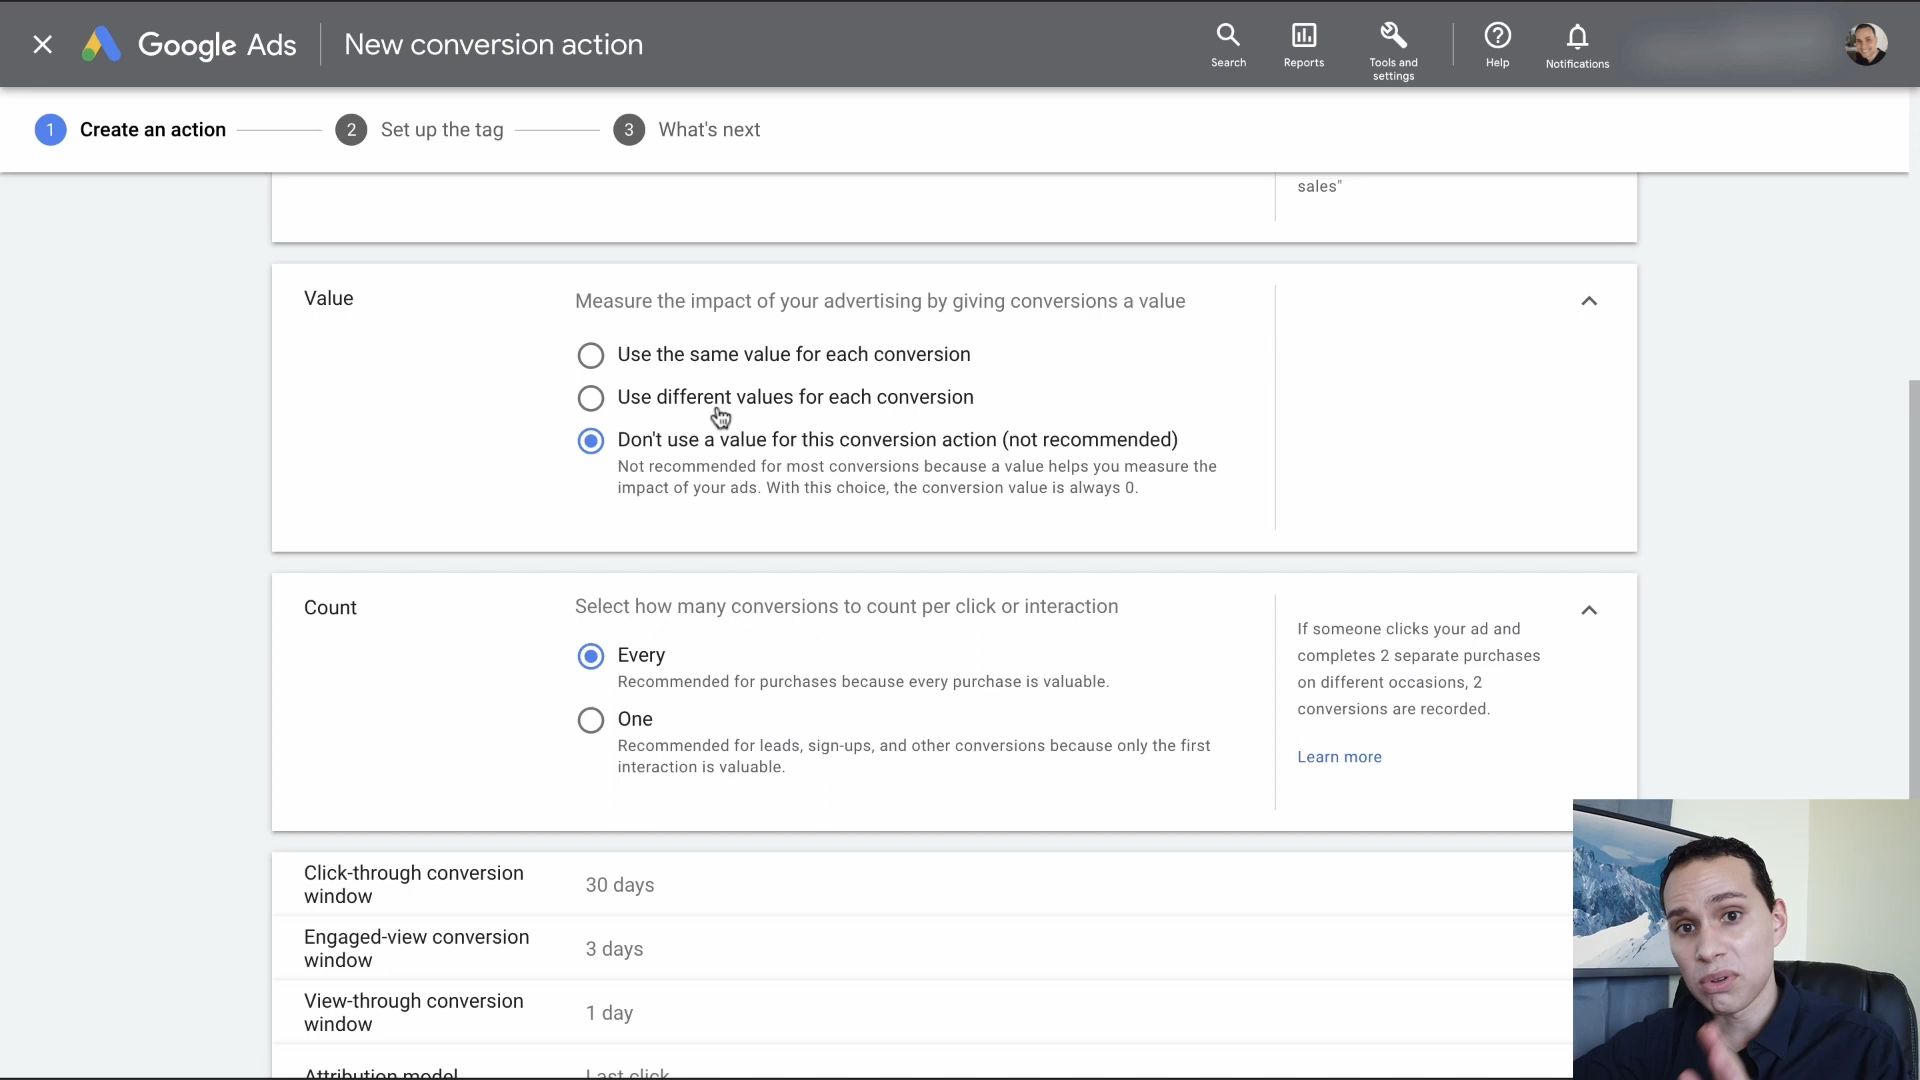 Google Ads
New conversion action
Search
Reports
Tools and
settings
Help
Notifications
1 Create an action
2 Set up the tag
3 What's next
sales"
Value
Measure the impact of your advertising by giving conversions a value
Use the same value for each conversion
Use different values for each conversion
Don't use a value for this conversion action (not recommended)
Not recommended for most conversions because a value helps you measure the
impact of your ads. With this choice, the conversion value is always 0.
Count
Select how many conversions to count per click or interaction
Every
Recommended for purchases because every purchase is valuable.
One
Recommended for leads, sign-ups, and other conversions because only the first
interaction is valuable.
If someone clicks your ad and
completes 2 separate purchases
on different occasions, 2
conversions are recorded.
Learn more
Click-through conversion
window
30 days
Engaged-view conversion
window
3 days
View-through conversion
window
1 day
Attribution model
Last click